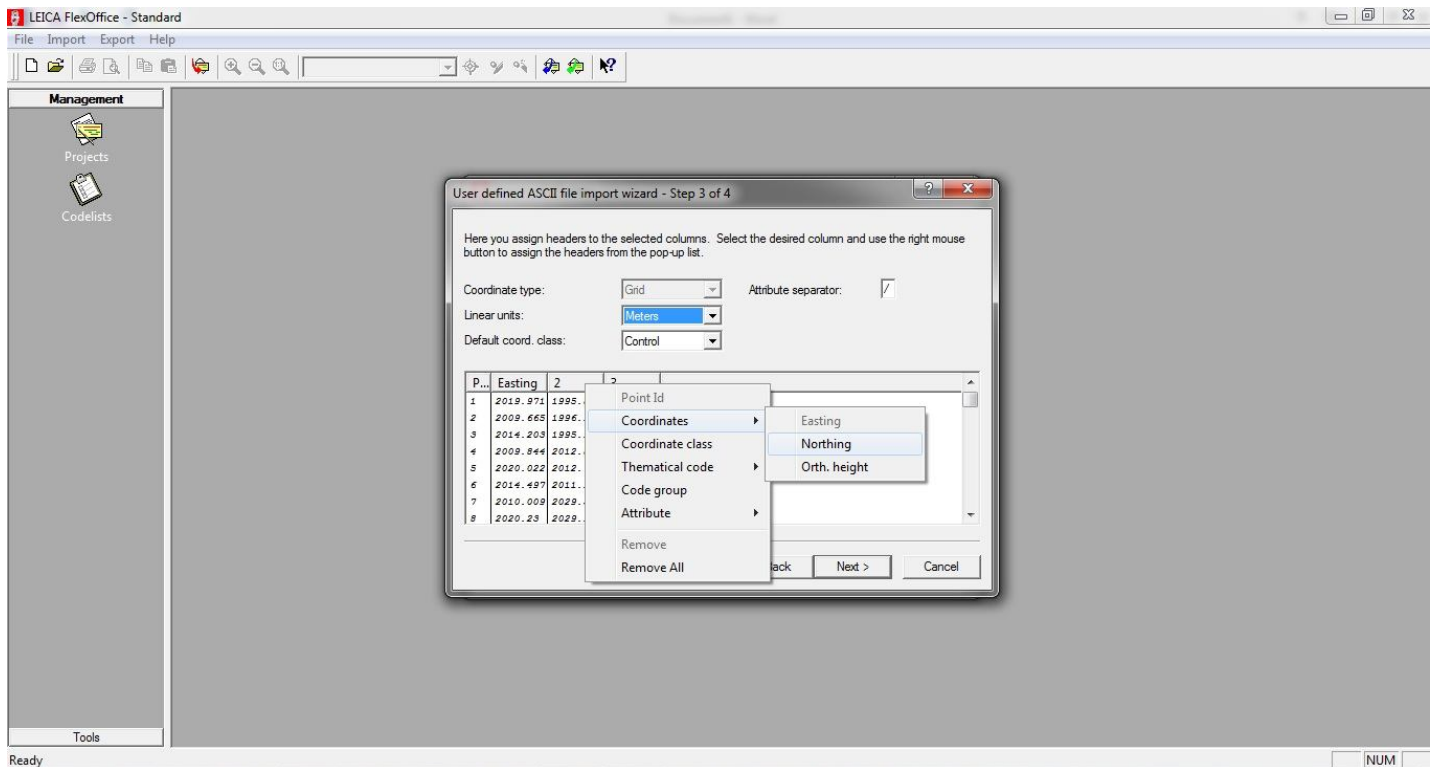 LEICA FlexOffice - Standard
File Import Export Help
Management
Projects
Codelists
User defined ASCII file import wizard - Step 3 of 4
Here you assign headers to the selected columns. Select the desired column and use the right mouse
button to assign the headers from the pop-up list.
Coordinate type: Grid Attribute separator: /
Linear units: Meters
Default coord. class: Control
P... Easting 2
1 2019.971 1995.
2 2009.665 1996.
3 2014.203 1995.
4 2009.844 2012.
5 2020.022 2012.
6 2014.497 2011.
7 2010.009 2029.
8 2020.23 2029.
Point Id
Coordinates
Coordinate class
Thematical code
Code group
Attribute
Remove
Remove All
Easting
Northing
Orth. height
Next > Cancel
Tools
Ready NUM